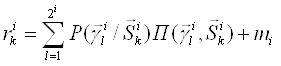 $r_k^i = \sum_{l=1}^{2^i} P(\vec{\gamma}_l^i / \vec{S}_k^i) \Pi(\vec{\gamma}_l^i, \vec{S}_k^i) + m_i$